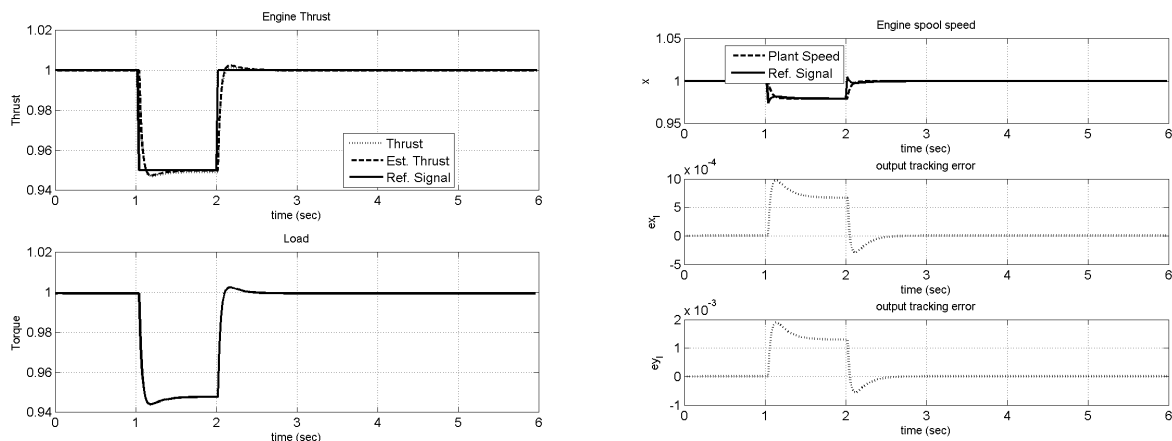 Engine Thrust
1.02
1
0.98
0.96
0.94
Thrust
0 1 2 3 4 5 6
time (sec)
Thrust
Est. Thrust
Ref. Signal
Load
1.02
1
0.98
0.96
0.94
Torque
0 1 2 3 4 5 6
time (sec)
Engine spool speed
1.05
1
0.95
x
Plant Speed
Ref. Signal
0 1 2 3 4 5 6
time (sec)
output tracking error
x 10-4
10
5
0
-5
exI
0 1 2 3 4 5 6
time (sec)
output tracking error
x 10-3
2
1
0
-1
eyI
0 1 2 3 4 5 6
time (sec)